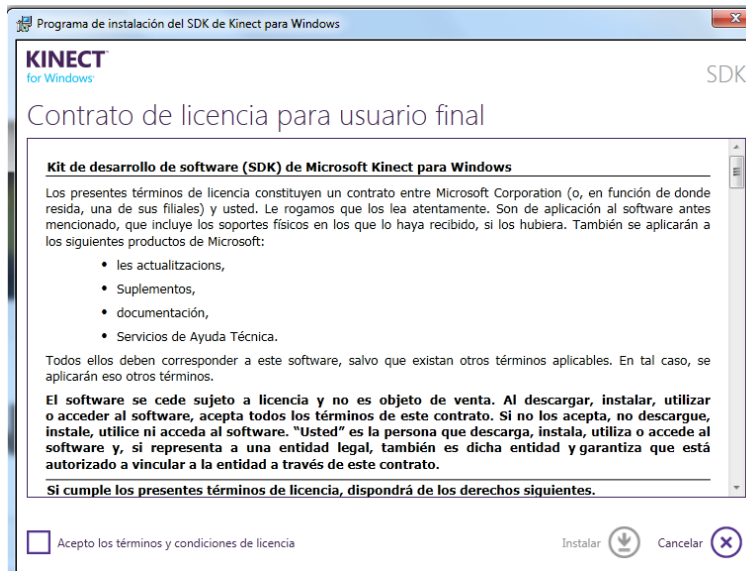 Programa de instalación del SDK de Kinect para Windows
KINECT
for Windows
SDK
Contrato de licencia para usuario final
Kit de desarrollo de software (SDK) de Microsoft Kinect para Windows
Los presentes términos de licencia constituyen un contrato entre Microsoft Corporation (o, en función de donde
resida, una de sus filiales) y usted. Le rogamos que los lea atentamente. Son de aplicación al software antes
mencionado, que incluye los soportes físicos en los que lo haya recibido, si los hubiera. También se aplicarán a
los siguientes productos de Microsoft:
• les actualitzacions,
• Suplementos,
• documentación,
• Servicios de Ayuda Técnica.
Todos ellos deben corresponder a este software, salvo que existan otros términos aplicables. En tal caso, se
aplicarán eso otros términos.
El software se cede sujeto a licencia y no es objeto de venta. Al descargar, instalar, utilizar
o acceder al software, acepta todos los términos de este contrato. Si no los acepta, no descargue,
instale, utilice ni acceda al software. “Usted” es la persona que descarga, instala, utiliza o accede al
software y, si representa a una entidad legal, también es dicha entidad y garantiza que está
autorizado a vincular a la entidad a través de este contrato.
Si cumple los presentes términos de licencia, dispondrá de los derechos siguientes.
Acepto los términos y condiciones de licencia
Instalar
Cancelar